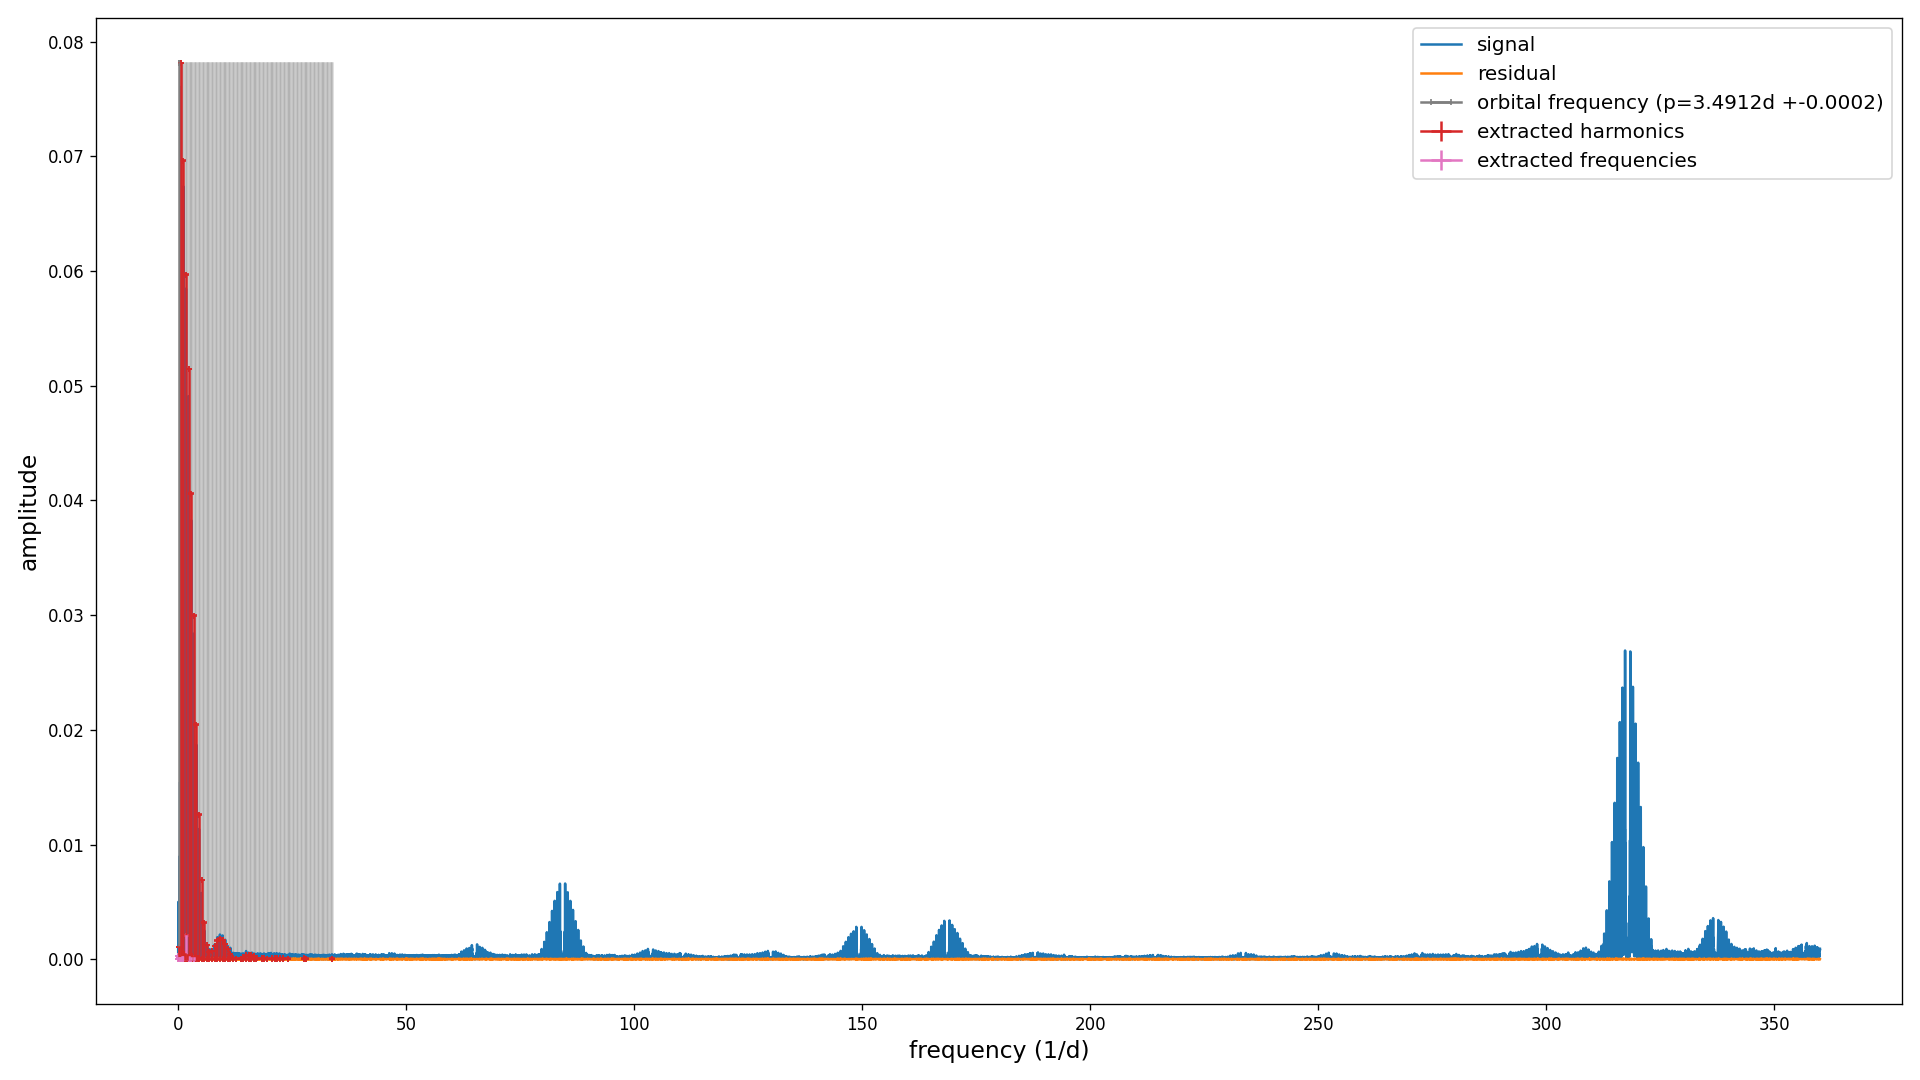 0.08
0.07
0.06
0.05
0.04
0.03
0.02
0.01
0.00
amplitude
signal
residual
orbital frequency (p=3.4912d +-0.0002)
extracted harmonics
extracted frequencies
0 50 100 150 200 250 300 350
frequency (1/d)